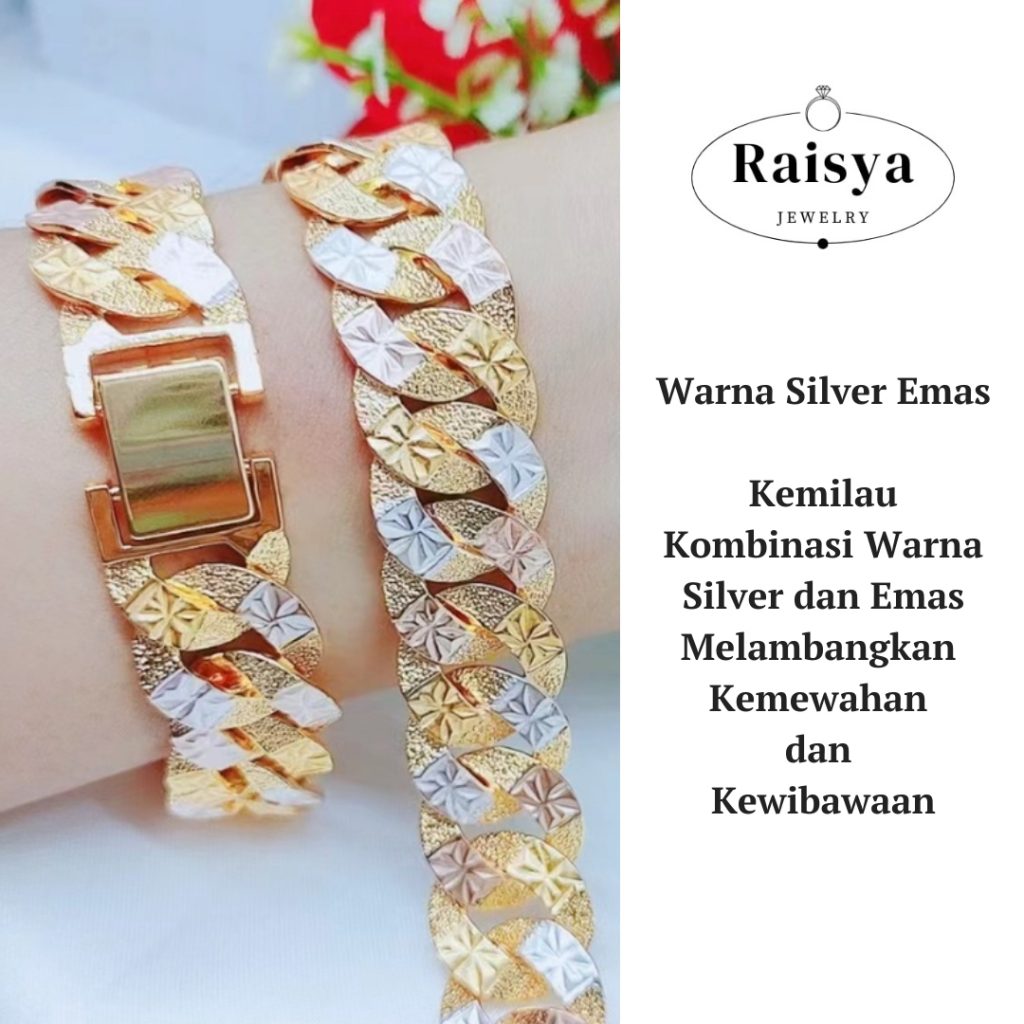 Raisya
JEWELRY
Warna Silver Emas
Kemilau
Kombinasi Warna
Silver dan Emas
Melambangkan
Kemewahan
dan
Kewibawaan